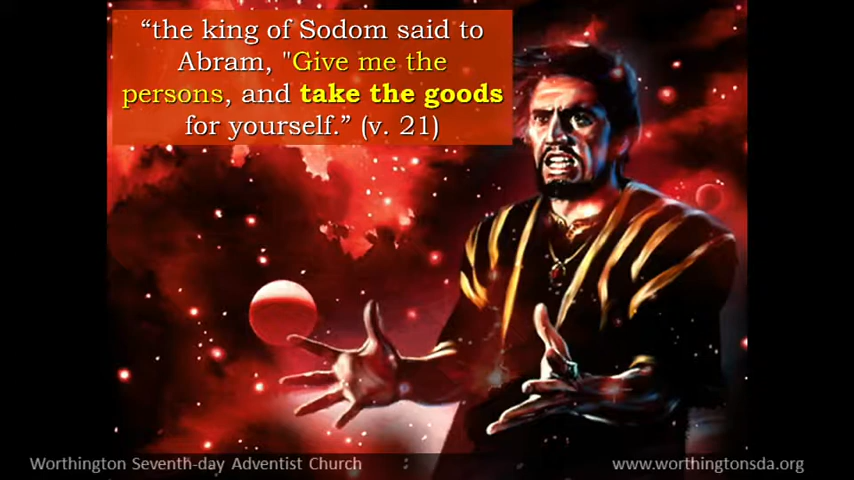 “the king of Sodom said to
Abram, "Give me the
persons, and take the goods
for yourself.” (v. 21)
Worthington Seventh-day Adventist Church
www.worthingtonsda.org